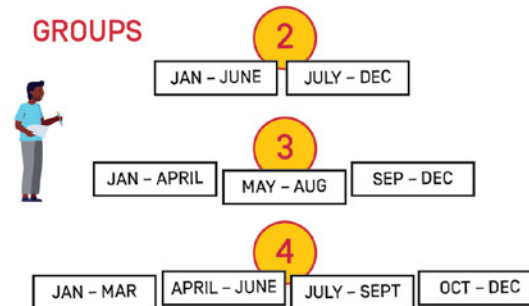 GROUPS
2
JAN – JUNE
JULY – DEC
3
JAN – APRIL
MAY – AUG
SEP – DEC
4
JAN – MAR
APRIL – JUNE
JULY – SEPT
OCT – DEC